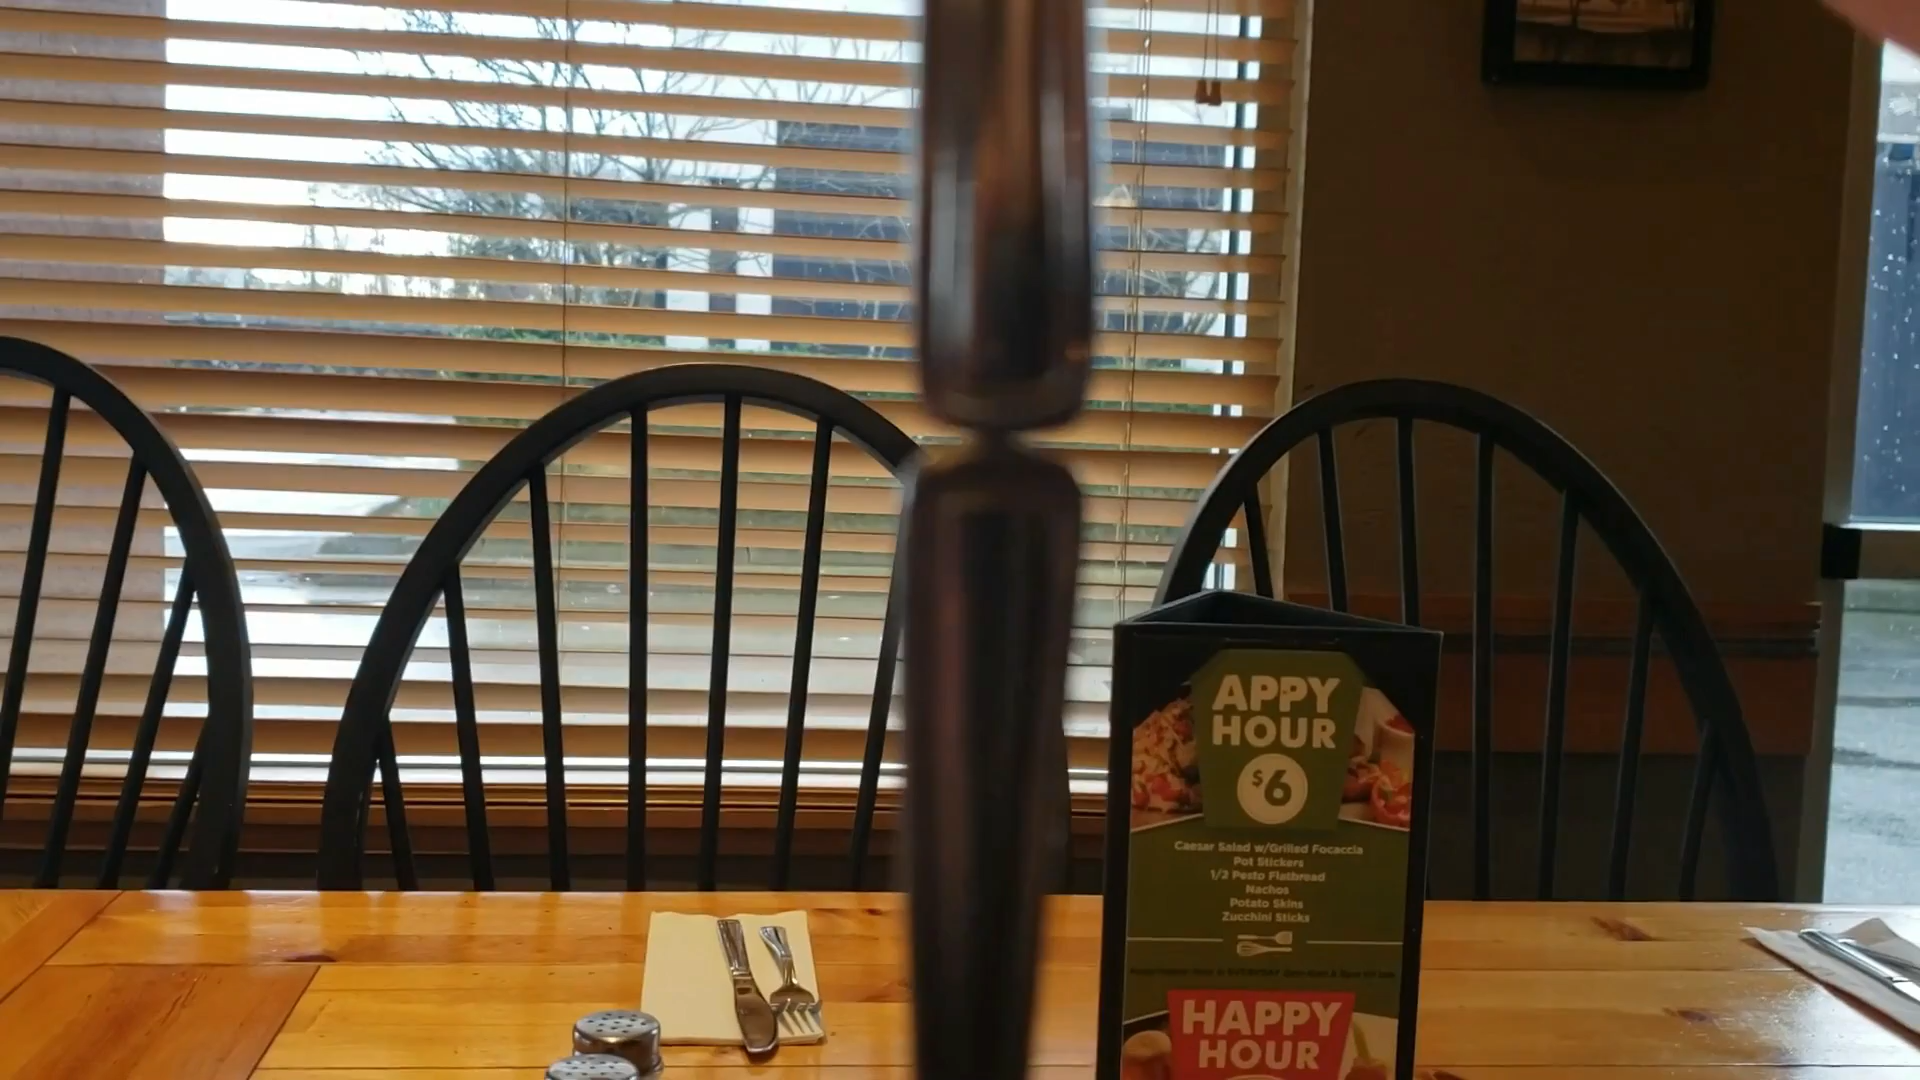 APPY
HOUR
$6
Caesar Salad w/Grilled Focaccia
Pot Stickers
1/2 Pesto Flatbread
Nachos
Potato Skins
Zucchini Sticks
HAPPY
HOUR